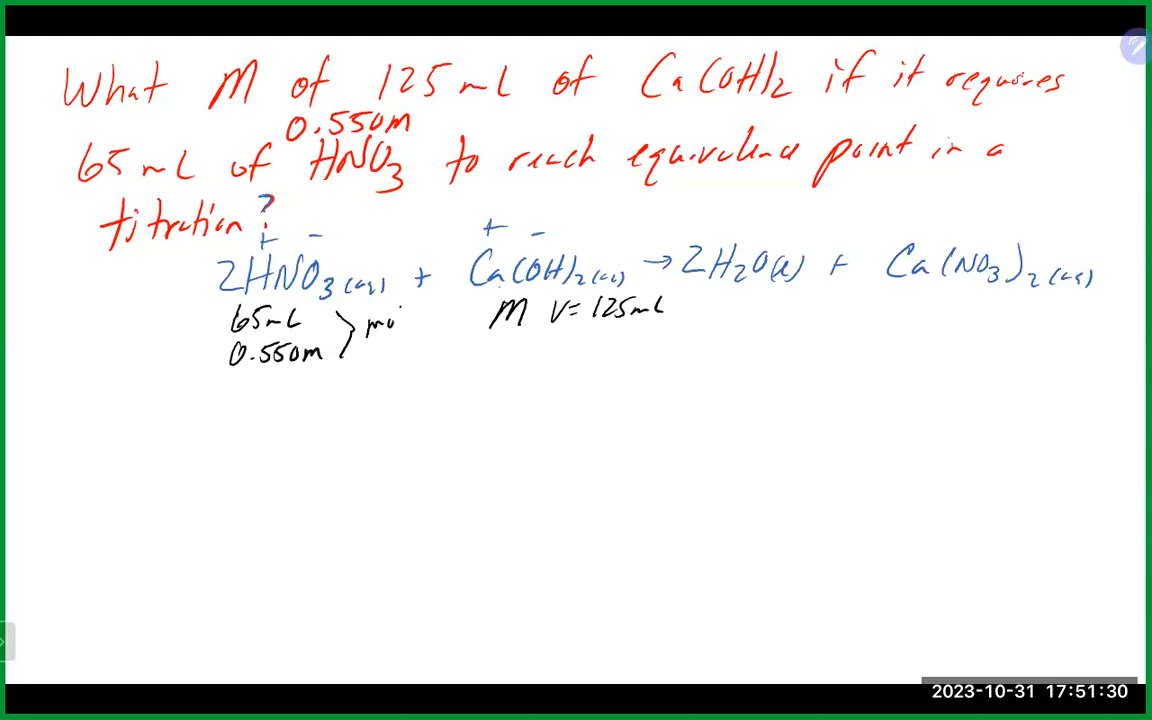 What M of 125 mL of Ca(OH)2 if it requires
0.550m
65 mL of HNO3 to reach equivalence point in a
titration?
+ - + -
2HNO3(aq) + Ca(OH)2(aq) → 2H2O(l) + Ca(NO3)2(aq)
65mL mo M V=125mL
0.550m
2023-10-31 17:51:30